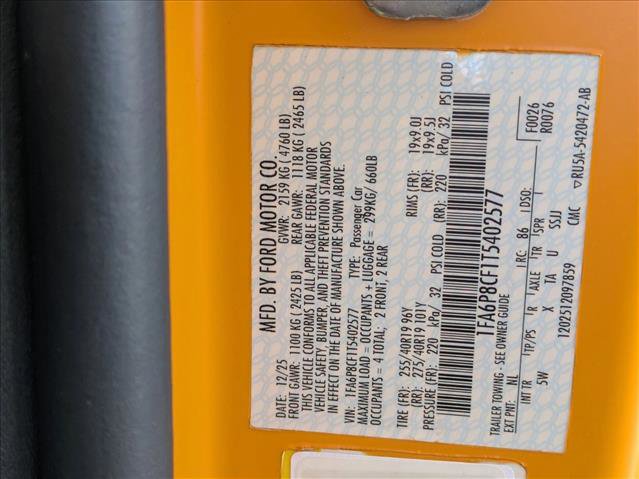 MFD. BY FORD MOTOR CO.
DATE: 12/25 GVWR: 2159 KG ( 4760 LB)
FRONT GAWR: 1100 KG ( 2425 LB) REAR GAWR: 1118 KG ( 2465 LB)
THIS VEHICLE CONFORMS TO ALL APPLICABLE FEDERAL MOTOR
VEHICLE SAFETY, BUMPER, AND THEFT PREVENTION STANDARDS
IN EFFECT ON THE DATE OF MANUFACTURE SHOWN ABOVE.
VIN: 1FA6P8CF1T5402577 TYPE: Passenger Car
MAXIMUM LOAD = OCCUPANTS + LUGGAGE = 299KG/ 660LB
OCCUPANTS = 4 TOTAL; 2 FRONT; 2 REAR
TIRE (FR): 255/40R19 96Y RIMS (FR): 19x9.0J
(RR): 275/40R19 101Y (RR): 19x9.5J
PRESSURE (FR): 220 kPa/ 32 PSI COLD (RR): 220 kPa/ 32 PSI COLD
1FA6P8CF1T5402577
TRAILER TOWING - SEE OWNER GUIDE F0026
EXT PNT: NL RC: 86 DSO: R0076
INT TR TP/PS R AXLE TR SPR
5W X TA U SSJJ
1202512097859 CMC ▽RU5A-5420472-AB